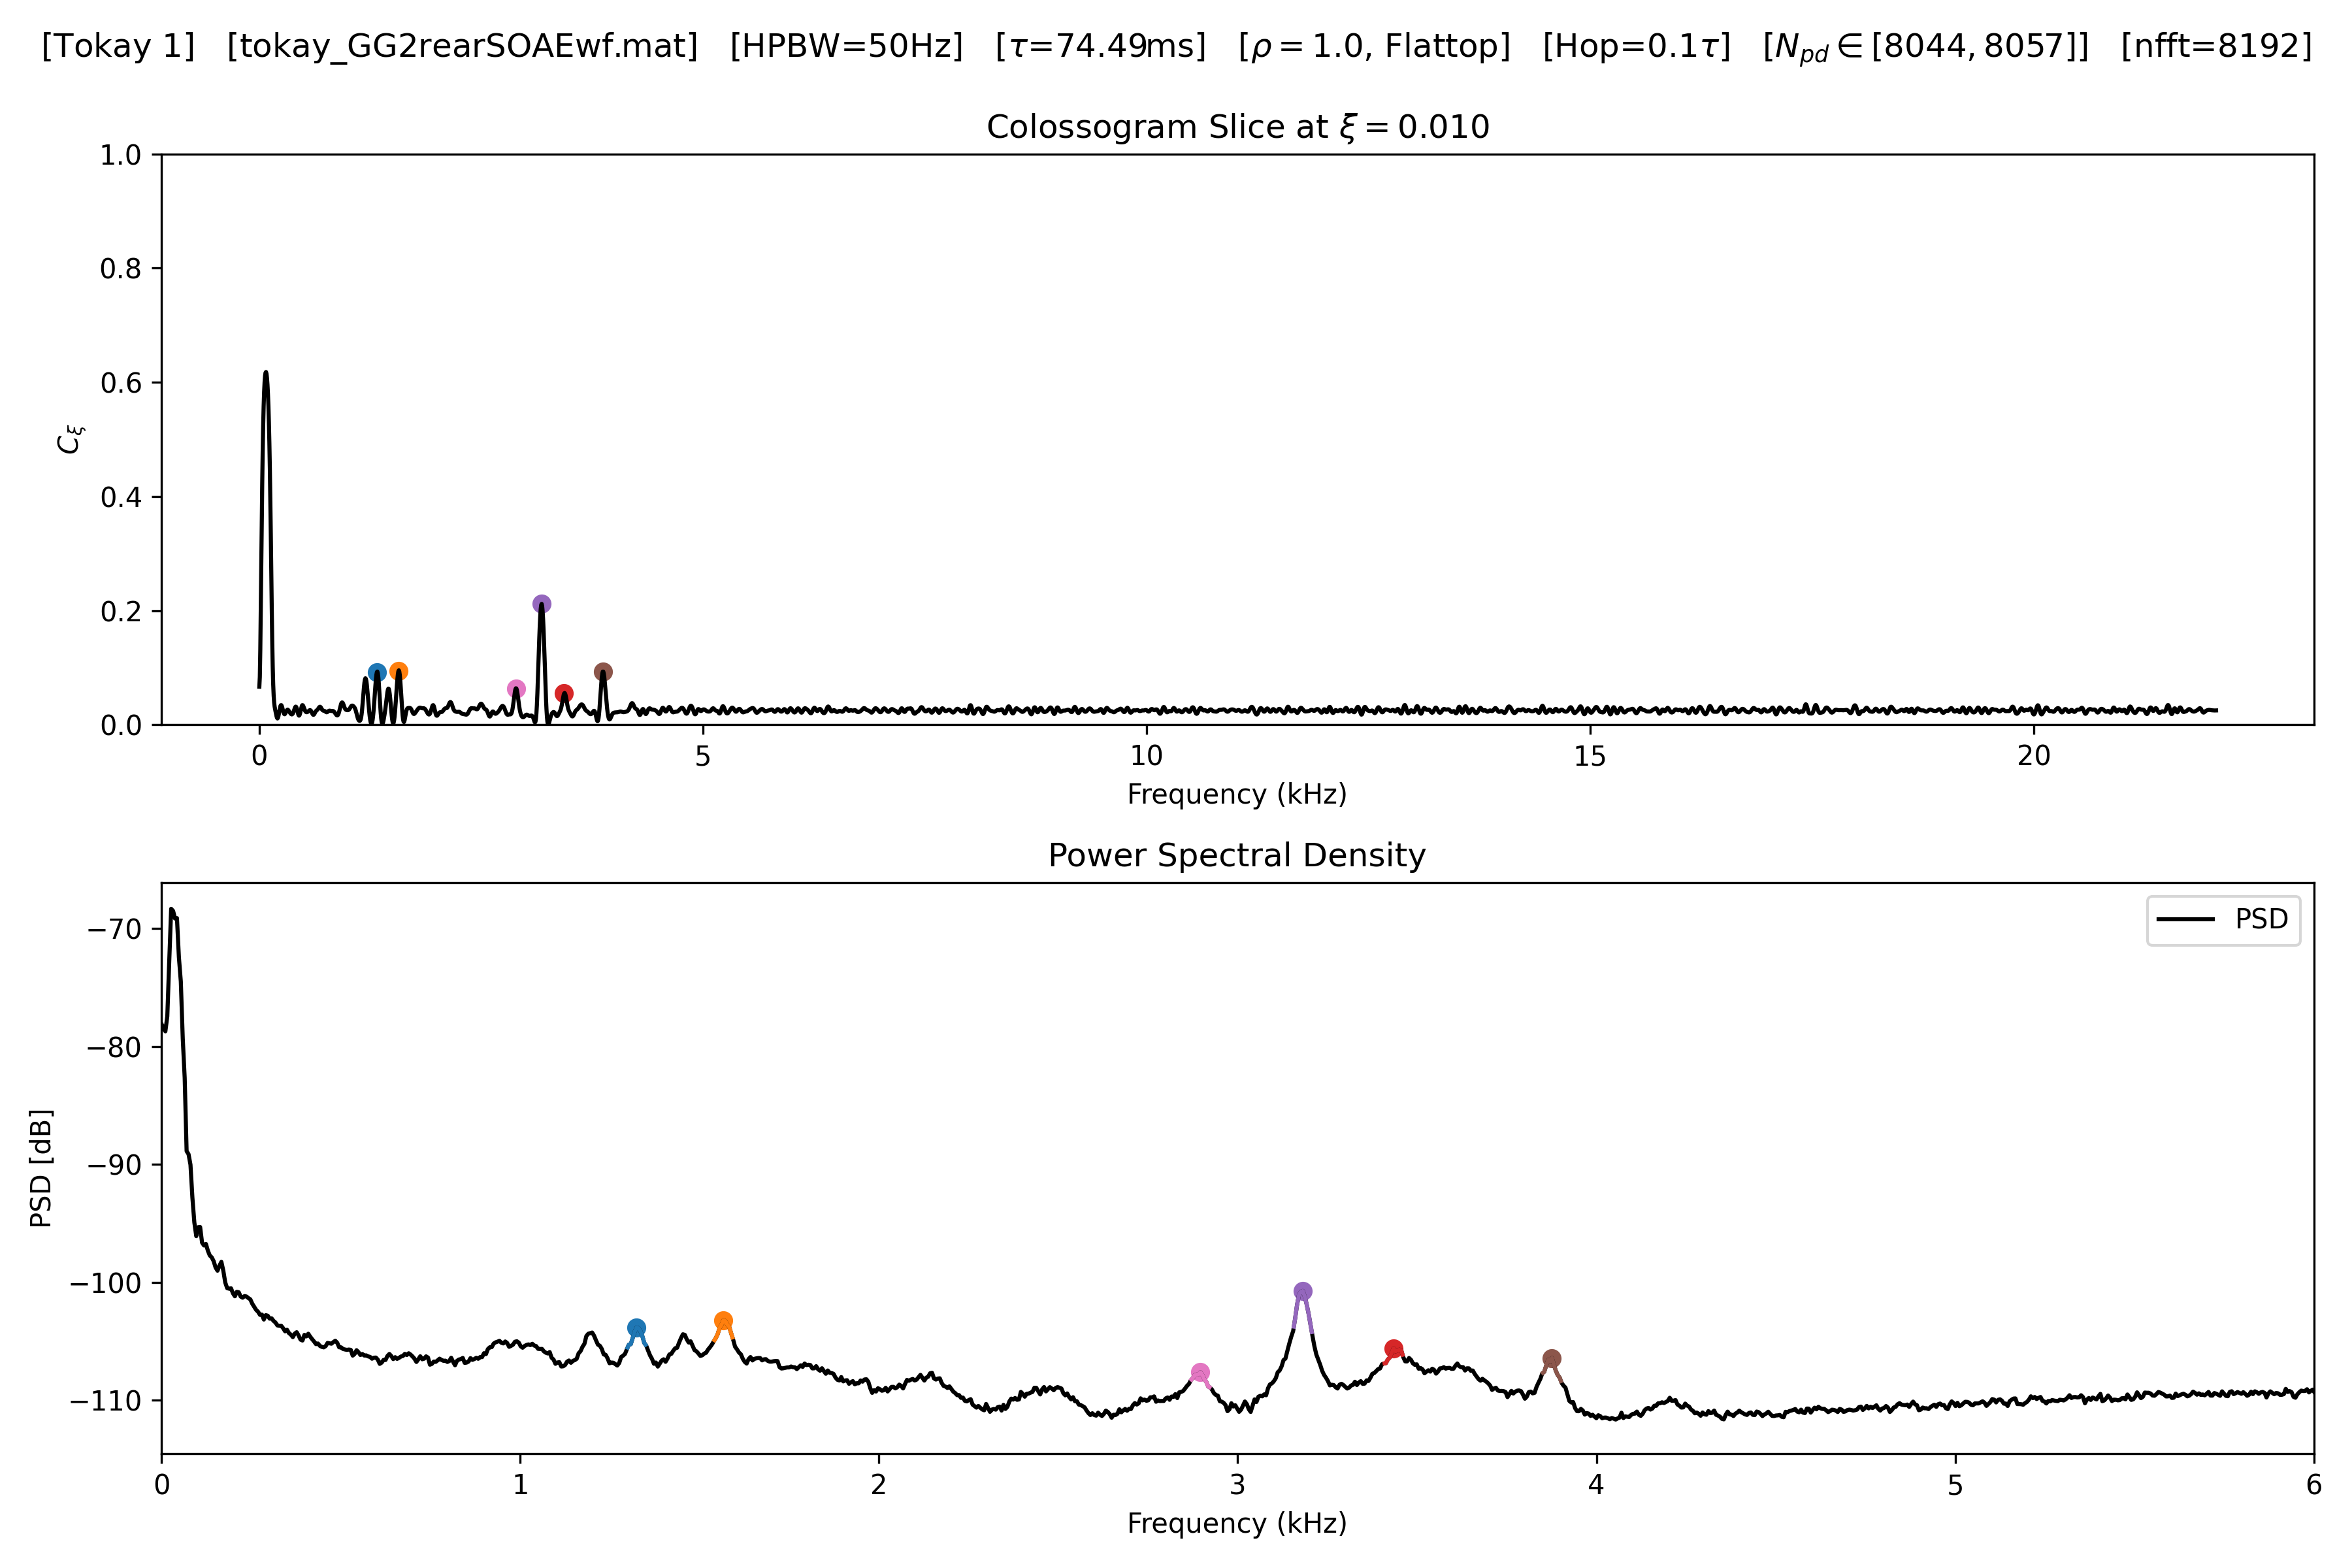 [Tokay 1] [tokay_GG2rearSOAEwf.mat] [HPBW=50Hz] [τ=74.49ms] [ρ = 1.0, Flattop] [Hop=0.1τ] [N_pd ∈ [8044, 8057]] [nfft=8192]
Colossogram Slice at ξ = 0.010
1.0
0.8
0.6
0.4
0.2
0.0
C_ξ
0 5 10 15 20
Frequency (kHz)
Power Spectral Density
PSD
−70
−80
−90
−100
−110
PSD [dB]
0 1 2 3 4 5 6
Frequency (kHz)